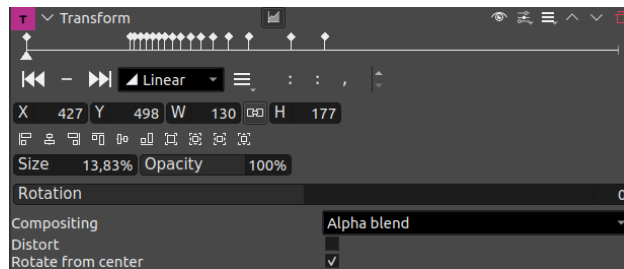 T Transform
Linear : : ,
X 427 Y 498 W 130 H 177
Size 13,83% Opacity 100%
Rotation 0
Compositing Alpha blend
Distort
Rotate from center